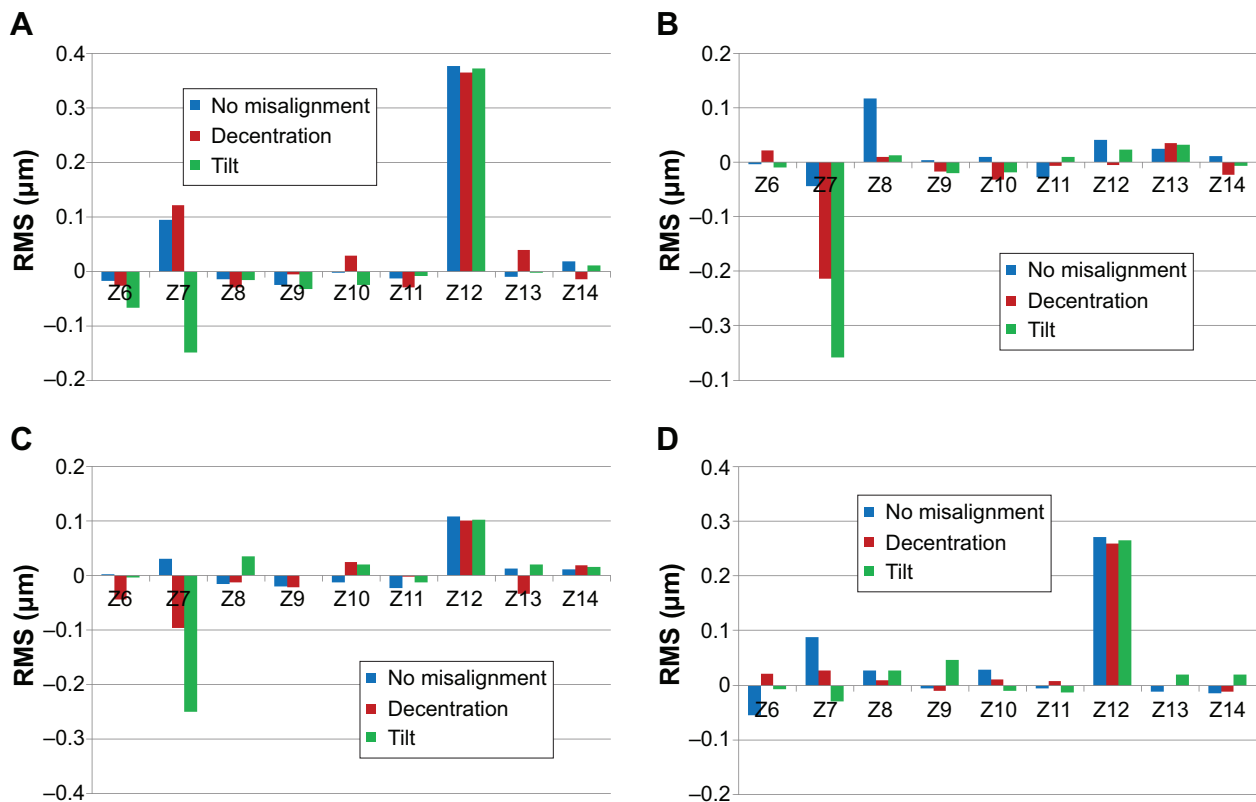 A
RMS (μm)
0.4
0.3
0.2
0.1
0
–0.1
–0.2
No misalignment
Decentration
Tilt
Z6 Z7 Z8 Z9 Z10 Z11 Z12 Z13 Z14
B
RMS (μm)
0.2
0.1
0
–0.1
–0.2
–0.3
–0.1
Z6 Z7 Z8 Z9 Z10 Z11 Z12 Z13 Z14
No misalignment
Decentration
Tilt
C
RMS (μm)
0.2
0.1
0
–0.1
–0.2
–0.3
–0.4
Z6 Z7 Z8 Z9 Z10 Z11 Z12 Z13 Z14
No misalignment
Decentration
Tilt
D
RMS (μm)
0.4
0.3
0.2
0.1
0
–0.1
–0.2
No misalignment
Decentration
Tilt
Z6 Z7 Z8 Z9 Z10 Z11 Z12 Z13 Z14